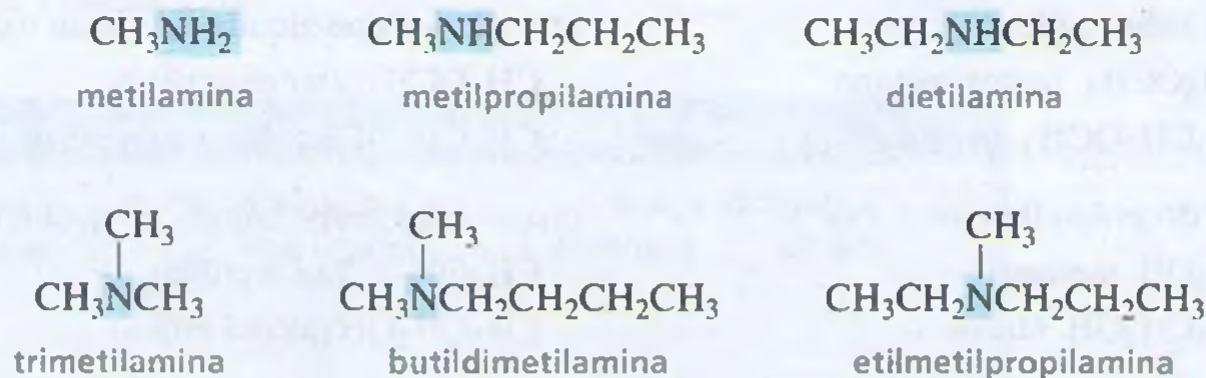 CH₃NH₂ CH₃NHCH₂CH₂CH₃ CH₃CH₂NHCH₂CH₃
metilamina metilpropilamina dietilamina
CH₃ CH₃ CH₃
CH₃NCH₃ CH₃NCH₂CH₂CH₂CH₃ CH₃CH₂NCH₂CH₂CH₃
trimetilamina butildimetilamina etilmetilpropilamina